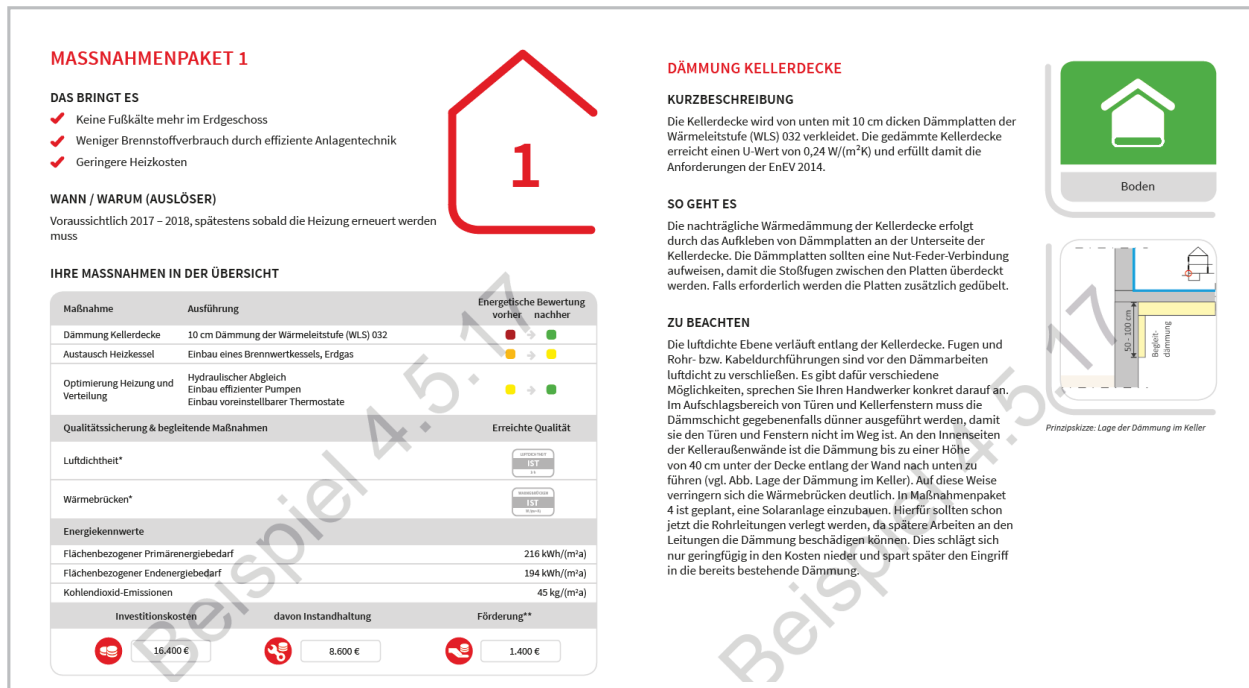 MASSNAHMENPAKET 1
DAS BRINGT ES
Keine Fußkälte mehr im Erdgeschoss
Weniger Brennstoffverbrauch durch effiziente Anlagentechnik
Geringere Heizkosten
WANN / WARUM (AUSLÖSER)
Voraussichtlich 2017 – 2018, spätestens sobald die Heizung erneuert werden
muss
1
IHRE MASSNAHMEN IN DER ÜBERSICHT
Maßnahme Ausführung Energetische Bewertung
vorher nachher
Dämmung Kellerdecke 10 cm Dämmung der Wärmeleitstufe (WLS) 032
Austausch Heizkessel Einbau eines Brennwertkessels, Erdgas
Optimierung Heizung und
Verteilung
Hydraulischer Abgleich
Einbau effizienter Pumpen
Einbau voreinstellbarer Thermostate
Qualitätssicherung & begleitende Maßnahmen Erreichte Qualität
Luftdichtheit*
LUFTDICHTHEIT
IST
Wärmebrücken*
WÄRMEBRÜCKEN
IST
Energiekennwerte
Flächenbezogener Primärenergiebedarf 216 kWh/(m²a)
Flächenbezogener Endenergiebedarf 194 kWh/(m²a)
Kohlendioxid-Emissionen 45 kg/(m²a)
Investitionskosten davon Instandhaltung Förderung**
16.400 € 8.600 € 1.400 €
Beispiel 4.5.17
DÄMMUNG KELLERDECKE
KURZBESCHREIBUNG
Die Kellerdecke wird von unten mit 10 cm dicken Dämmplatten der
Wärmeleitstufe (WLS) 032 verkleidet. Die gedämmte Kellerdecke
erreicht einen U-Wert von 0,24 W/(m²K) und erfüllt damit die
Anforderungen der EnEV 2014.
SO GEHT ES
Die nachträgliche Wärmedämmung der Kellerdecke erfolgt
durch das Aufkleben von Dämmplatten an der Unterseite der
Kellerdecke. Die Dämmplatten sollten eine Nut-Feder-Verbindung
aufweisen, damit die Stoßfugen zwischen den Platten überdeckt
werden. Falls erforderlich werden die Platten zusätzlich gedübelt.
ZU BEACHTEN
Die luftdichte Ebene verläuft entlang der Kellerdecke. Fugen und
Rohr- bzw. Kabeldurchführungen sind vor den Dämmarbeiten
luftdicht zu verschließen. Es gibt dafür verschiedene
Möglichkeiten, sprechen Sie Ihren Handwerker konkret darauf an.
Im Aufschlagsbereich von Türen und Kellerfenstern muss die
Dämmschicht gegebenenfalls dünner ausgeführt werden, damit
sie den Türen und Fenstern nicht im Weg ist. An den Innenseiten
der Kelleraußenwände ist die Dämmung bis zu einer Höhe
von 40 cm unter der Decke entlang der Wand nach unten zu
führen (vgl. Abb. Lage der Dämmung im Keller). Auf diese Weise
verringern sich die Wärmebrücken deutlich. In Maßnahmenpaket
4 ist geplant, eine Solaranlage einzubauen. Hierfür sollten schon
jetzt die Rohrleitungen verlegt werden, da spätere Arbeiten an den
Leitungen die Dämmung beschädigen können. Dies schlägt sich
nur geringfügig in den Kosten nieder und spart später den Eingriff
in die bereits bestehende Dämmung.
Boden
50 - 100 cm
Begleit-
dämmung
Prinzipskizze: Lage der Dämmung im Keller
Beispiel 4.5.17